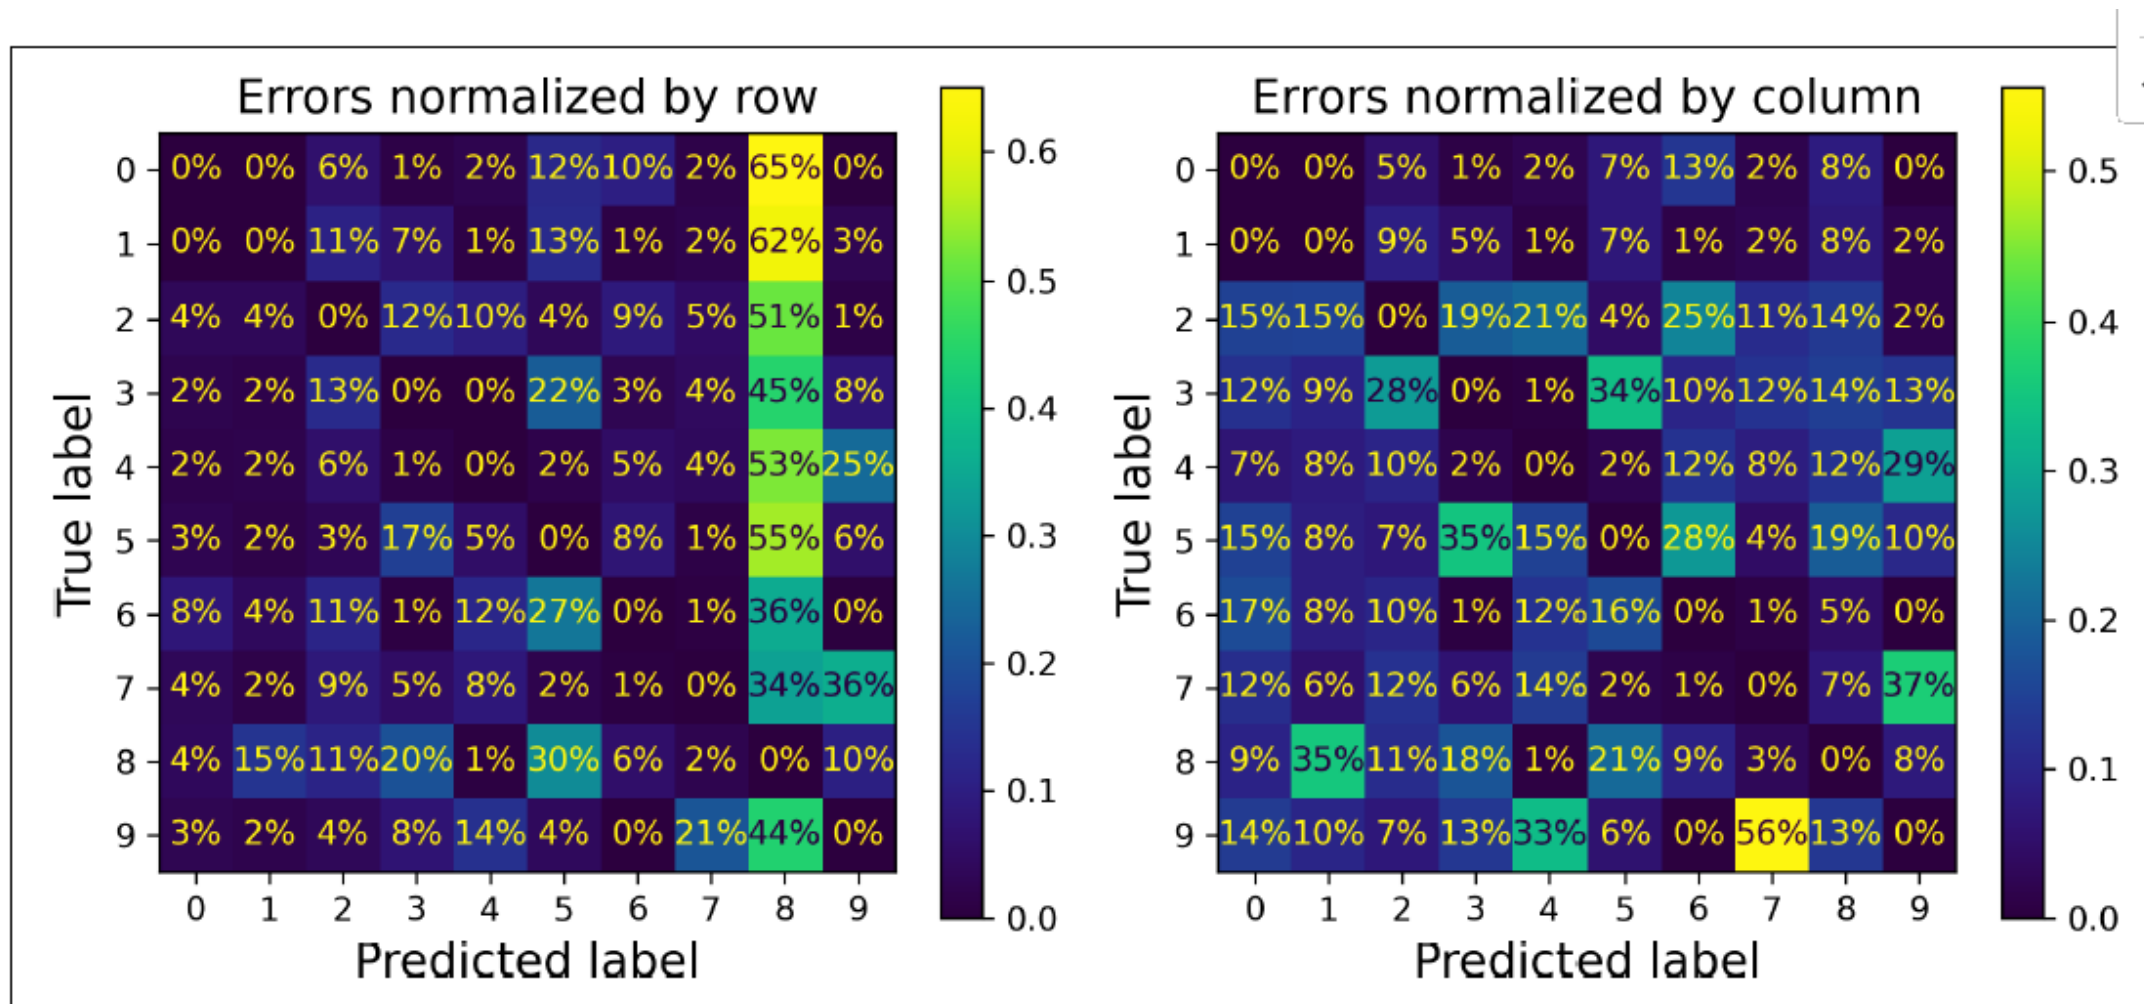 Errors normalized by row
True label
0 0% 0% 6% 1% 2% 12% 10% 2% 65% 0%
1 0% 0% 11% 7% 1% 13% 1% 2% 62% 3%
2 4% 4% 0% 12% 10% 4% 9% 5% 51% 1%
3 2% 2% 13% 0% 0% 22% 3% 4% 45% 8%
4 2% 2% 6% 1% 0% 2% 5% 4% 53% 25%
5 3% 2% 3% 17% 5% 0% 8% 1% 55% 6%
6 8% 4% 11% 1% 12% 27% 0% 1% 36% 0%
7 4% 2% 9% 5% 8% 2% 1% 0% 34% 36%
8 4% 15% 11% 20% 1% 30% 6% 2% 0% 10%
9 3% 2% 4% 8% 14% 4% 0% 21% 44% 0%
0 1 2 3 4 5 6 7 8 9
Predicted label
0.6
0.5
0.4
0.3
0.2
0.1
0.0
Errors normalized by column
True label
0 0% 0% 5% 1% 2% 7% 13% 2% 8% 0%
1 0% 0% 9% 5% 1% 7% 1% 2% 8% 2%
2 15% 15% 0% 19% 21% 4% 25% 11% 14% 2%
3 12% 9% 28% 0% 1% 34% 10% 12% 14% 13%
4 7% 8% 10% 2% 0% 2% 12% 8% 12% 29%
5 15% 8% 7% 35% 15% 0% 28% 4% 19% 10%
6 17% 8% 10% 1% 12% 16% 0% 1% 5% 0%
7 12% 6% 12% 6% 14% 2% 1% 0% 7% 37%
8 9% 35% 11% 18% 1% 21% 9% 3% 0% 8%
9 14% 10% 7% 13% 33% 6% 0% 56% 13% 0%
0 1 2 3 4 5 6 7 8 9
Predicted label
0.5
0.4
0.3
0.2
0.1
0.0